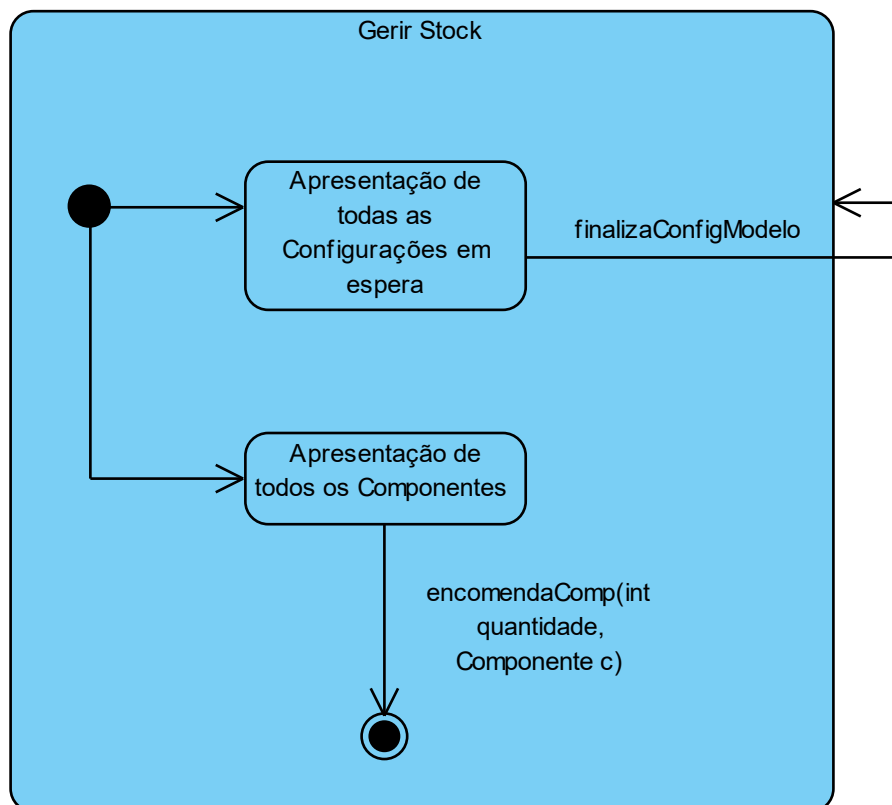 Gerir Stock
Apresentação de
todas as
Configurações em
espera
finalizaConfigModelo
Apresentação de
todos os Componentes
encomendaComp(int
quantidade,
Componente c)